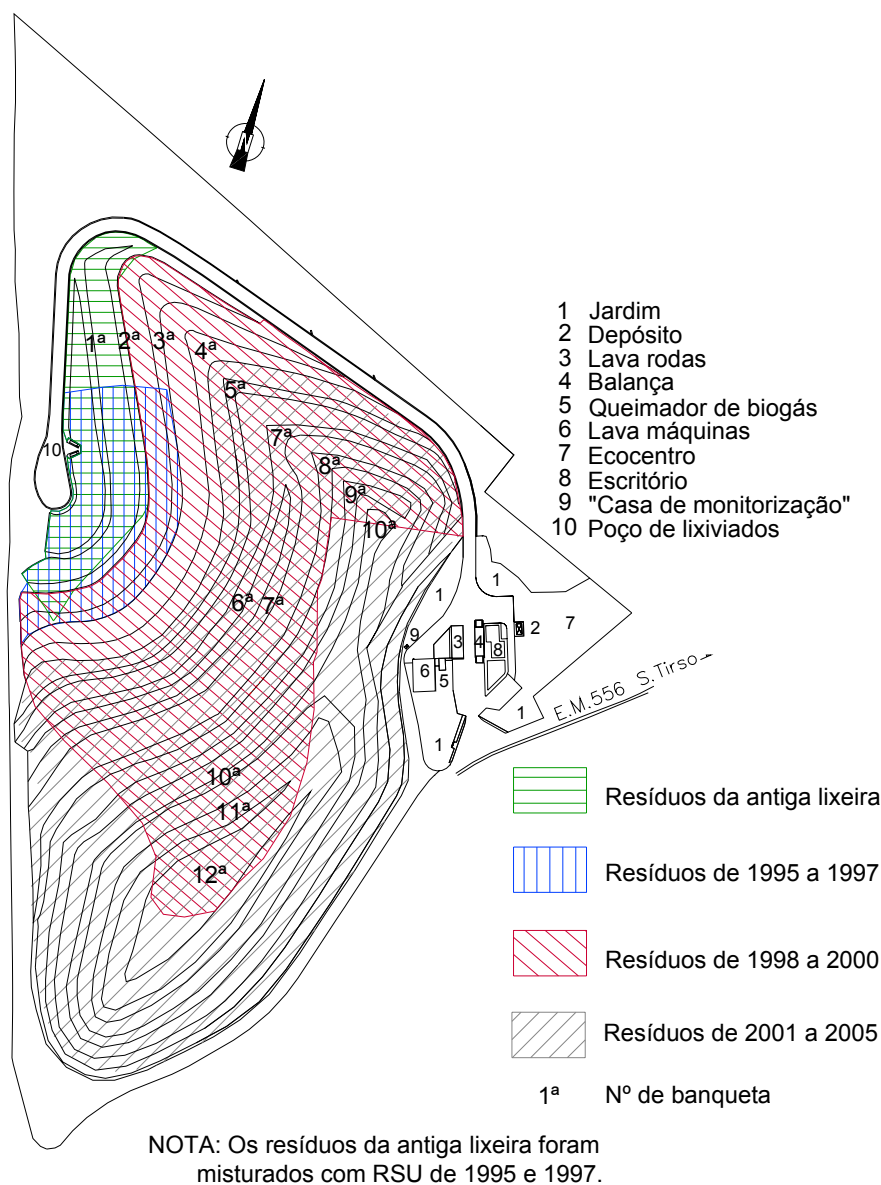 N
1ª 2ª 3ª
4ª
5ª
7ª
8ª
9ª
10ª
10
6ª 7ª
10ª
11ª
12ª
1 Jardim
2 Depósito
3 Lava rodas
4 Balança
5 Queimador de biogás
6 Lava máquinas
7 Ecocentro
8 Escritório
9 "Casa de monitorização"
10 Poço de lixiviados
1
1
9
3
4
8
2
7
6
5
1
1
E.M.556 S.Tirso
Resíduos da antiga lixeira
Resíduos de 1995 a 1997
Resíduos de 1998 a 2000
Resíduos de 2001 a 2005
1ª Nº de banqueta
NOTA: Os resíduos da antiga lixeira foram
misturados com RSU de 1995 e 1997.